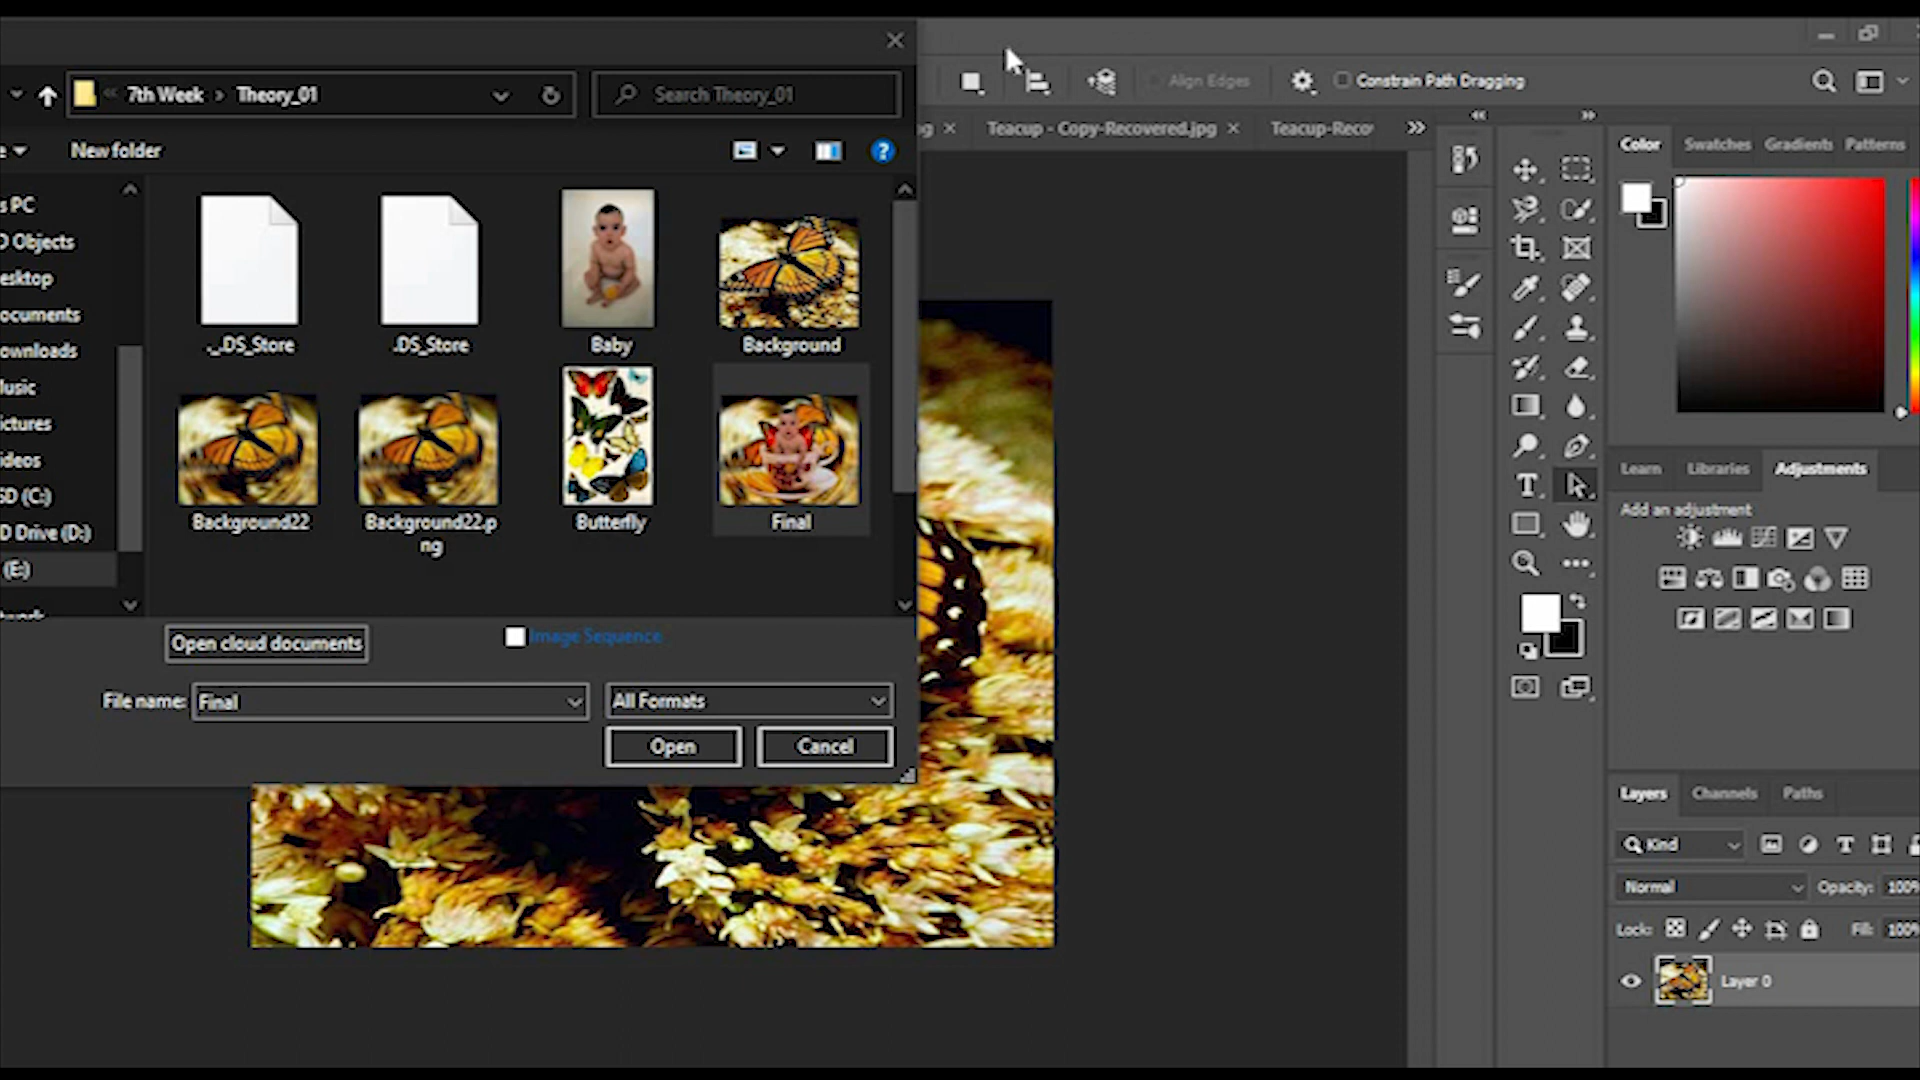 7th Week > Theory_01
Search Theory_01
Align Edges
Constrain Path Dragging
Teacup - Copy-Recovered.jpg
Teacup-Reco
New folder
s PC
D Objects
esktop
ocuments
ownloads
usic
ictures
ideos
SD (C:)
D Drive (D:)
(E:)
._.DS_Store
.DS_Store
Baby
Background
Background22
Background22.p
ng
Butterfly
Final
Open cloud documents
Image Sequence
File name:
Final
All Formats
Open
Cancel
Color
Swatches
Gradients
Patterns
Learn
Libraries
Adjustments
Add an adjustment
Layers
Channels
Paths
Kind
Normal
Opacity:
100%
Lock:
Fill:
100%
Layer 0